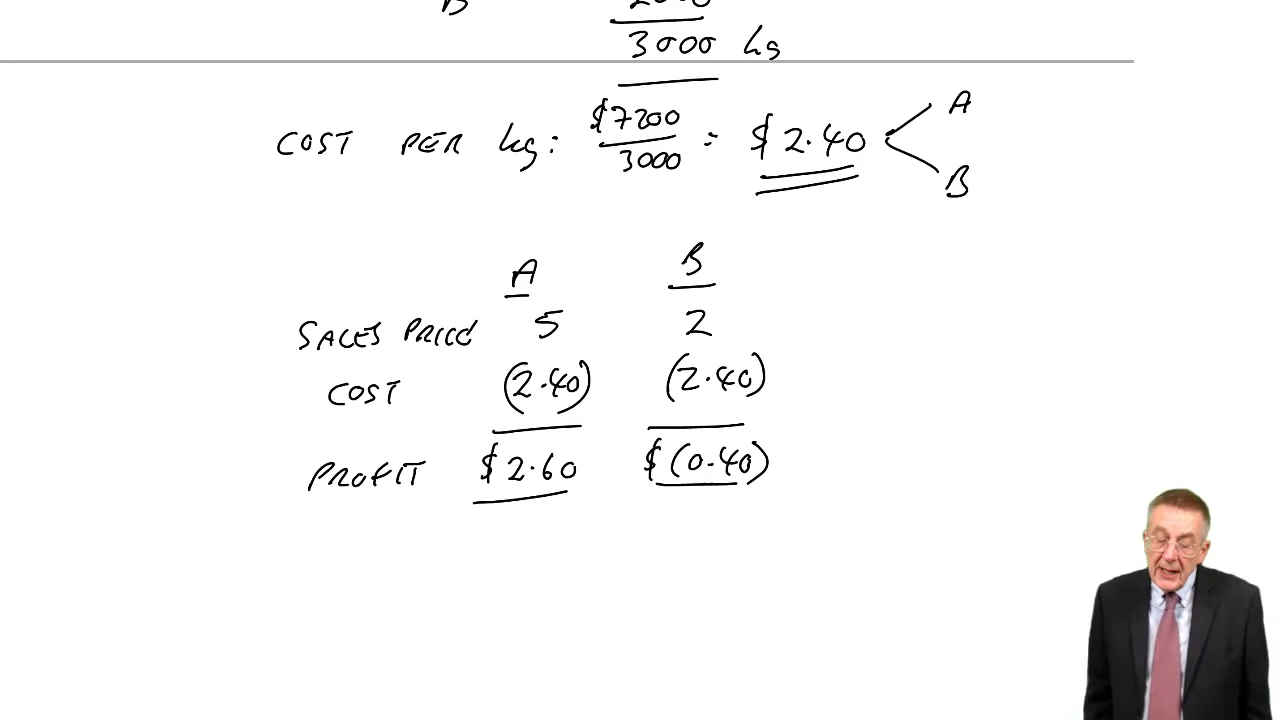 B
3000 kg
COST PER kg: $7200 / 3000 = $2.40 A B
A B
SALES PRICE 5 2
COST (2.40) (2.40)
PROFIT $2.60 $(0.40)